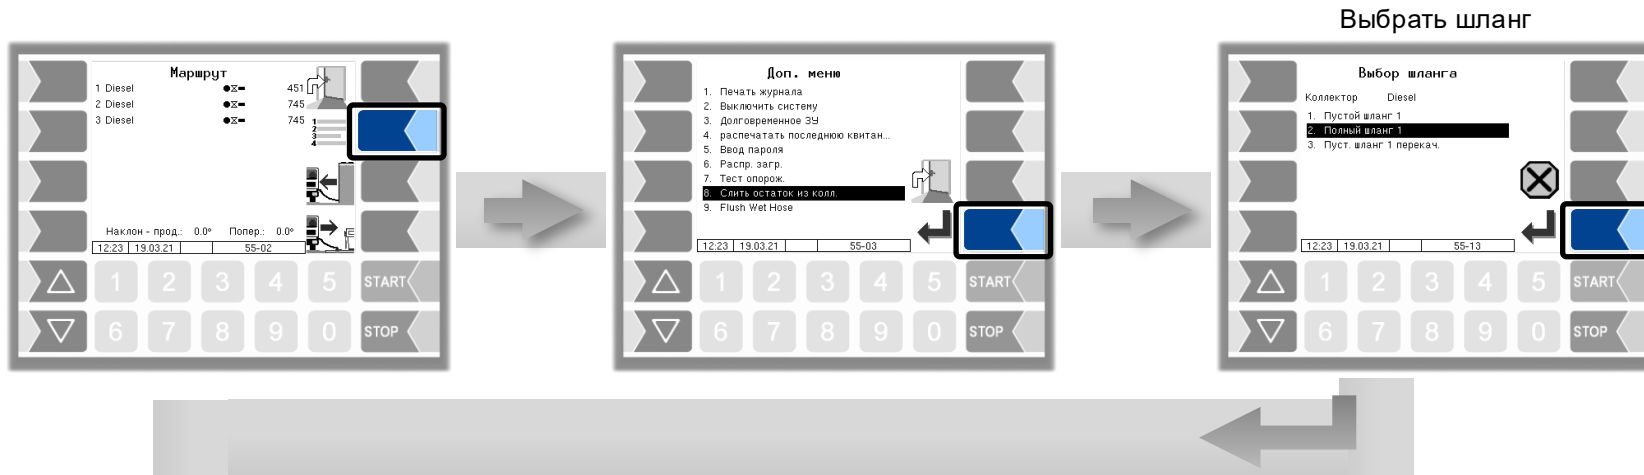 Выбрать шланг
Маршрут
1 Diesel 451
2 Diesel 745
3 Diesel 745
1
2
3
4
Наклон - прод.: 0.0° Попер.: 0.0°
12:23 19.03.21 55-02
1 2 3 4 5 START
6 7 8 9 0 STOP
Доп. меню
1. Печать журнала
2. Выключить систему
3. Долговременное ЗУ
4. распечатать последнюю квитан...
5. Ввод пароля
6. Распр. загр.
7. Тест опорож.
8. Слить остаток из колл.
9. Flush Wet Hose
12:23 19.03.21 55-03
1 2 3 4 5 START
6 7 8 9 0 STOP
Выбор шланга
Коллектор Diesel
1. Пустой шланг 1
2. Полный шланг 1
3. Пуст. шланг 1 перекач.
12:23 19.03.21 55-13
1 2 3 4 5 START
6 7 8 9 0 STOP